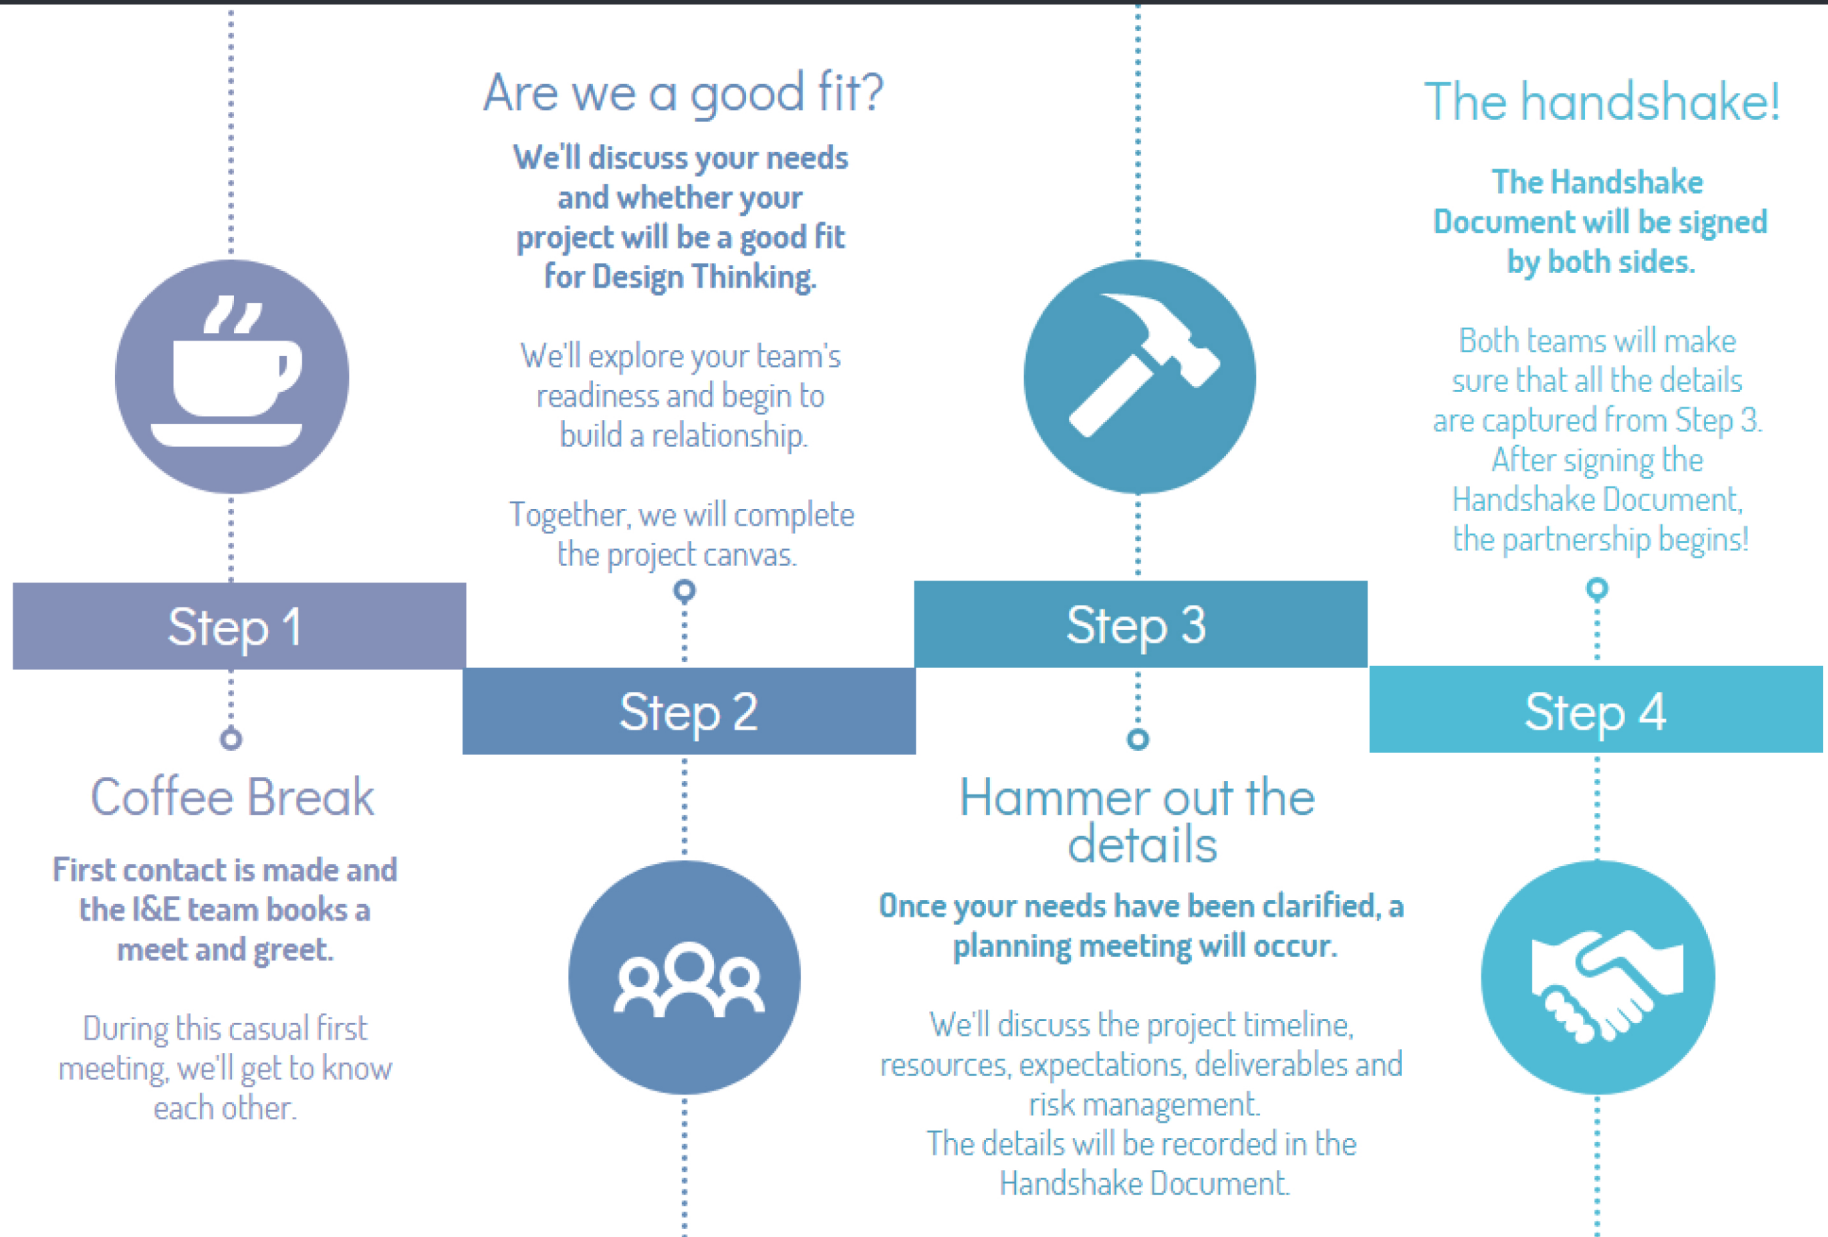 Step 1
Coffee Break
First contact is made and
the I&E team books a
meet and greet.
During this casual first
meeting, we'll get to know
each other.
Are we a good fit?
We'll discuss your needs
and whether your
project will be a good fit
for Design Thinking.
We'll explore your team's
readiness and begin to
build a relationship.
Together, we will complete
the project canvas.
Step 2
Step 3
Hammer out the
details
Once your needs have been clarified, a
planning meeting will occur.
We'll discuss the project timeline,
resources, expectations, deliverables and
risk management.
The details will be recorded in the
Handshake Document.
The handshake!
The Handshake
Document will be signed
by both sides.
Both teams will make
sure that all the details
are captured from Step 3.
After signing the
Handshake Document,
the partnership begins!
Step 4